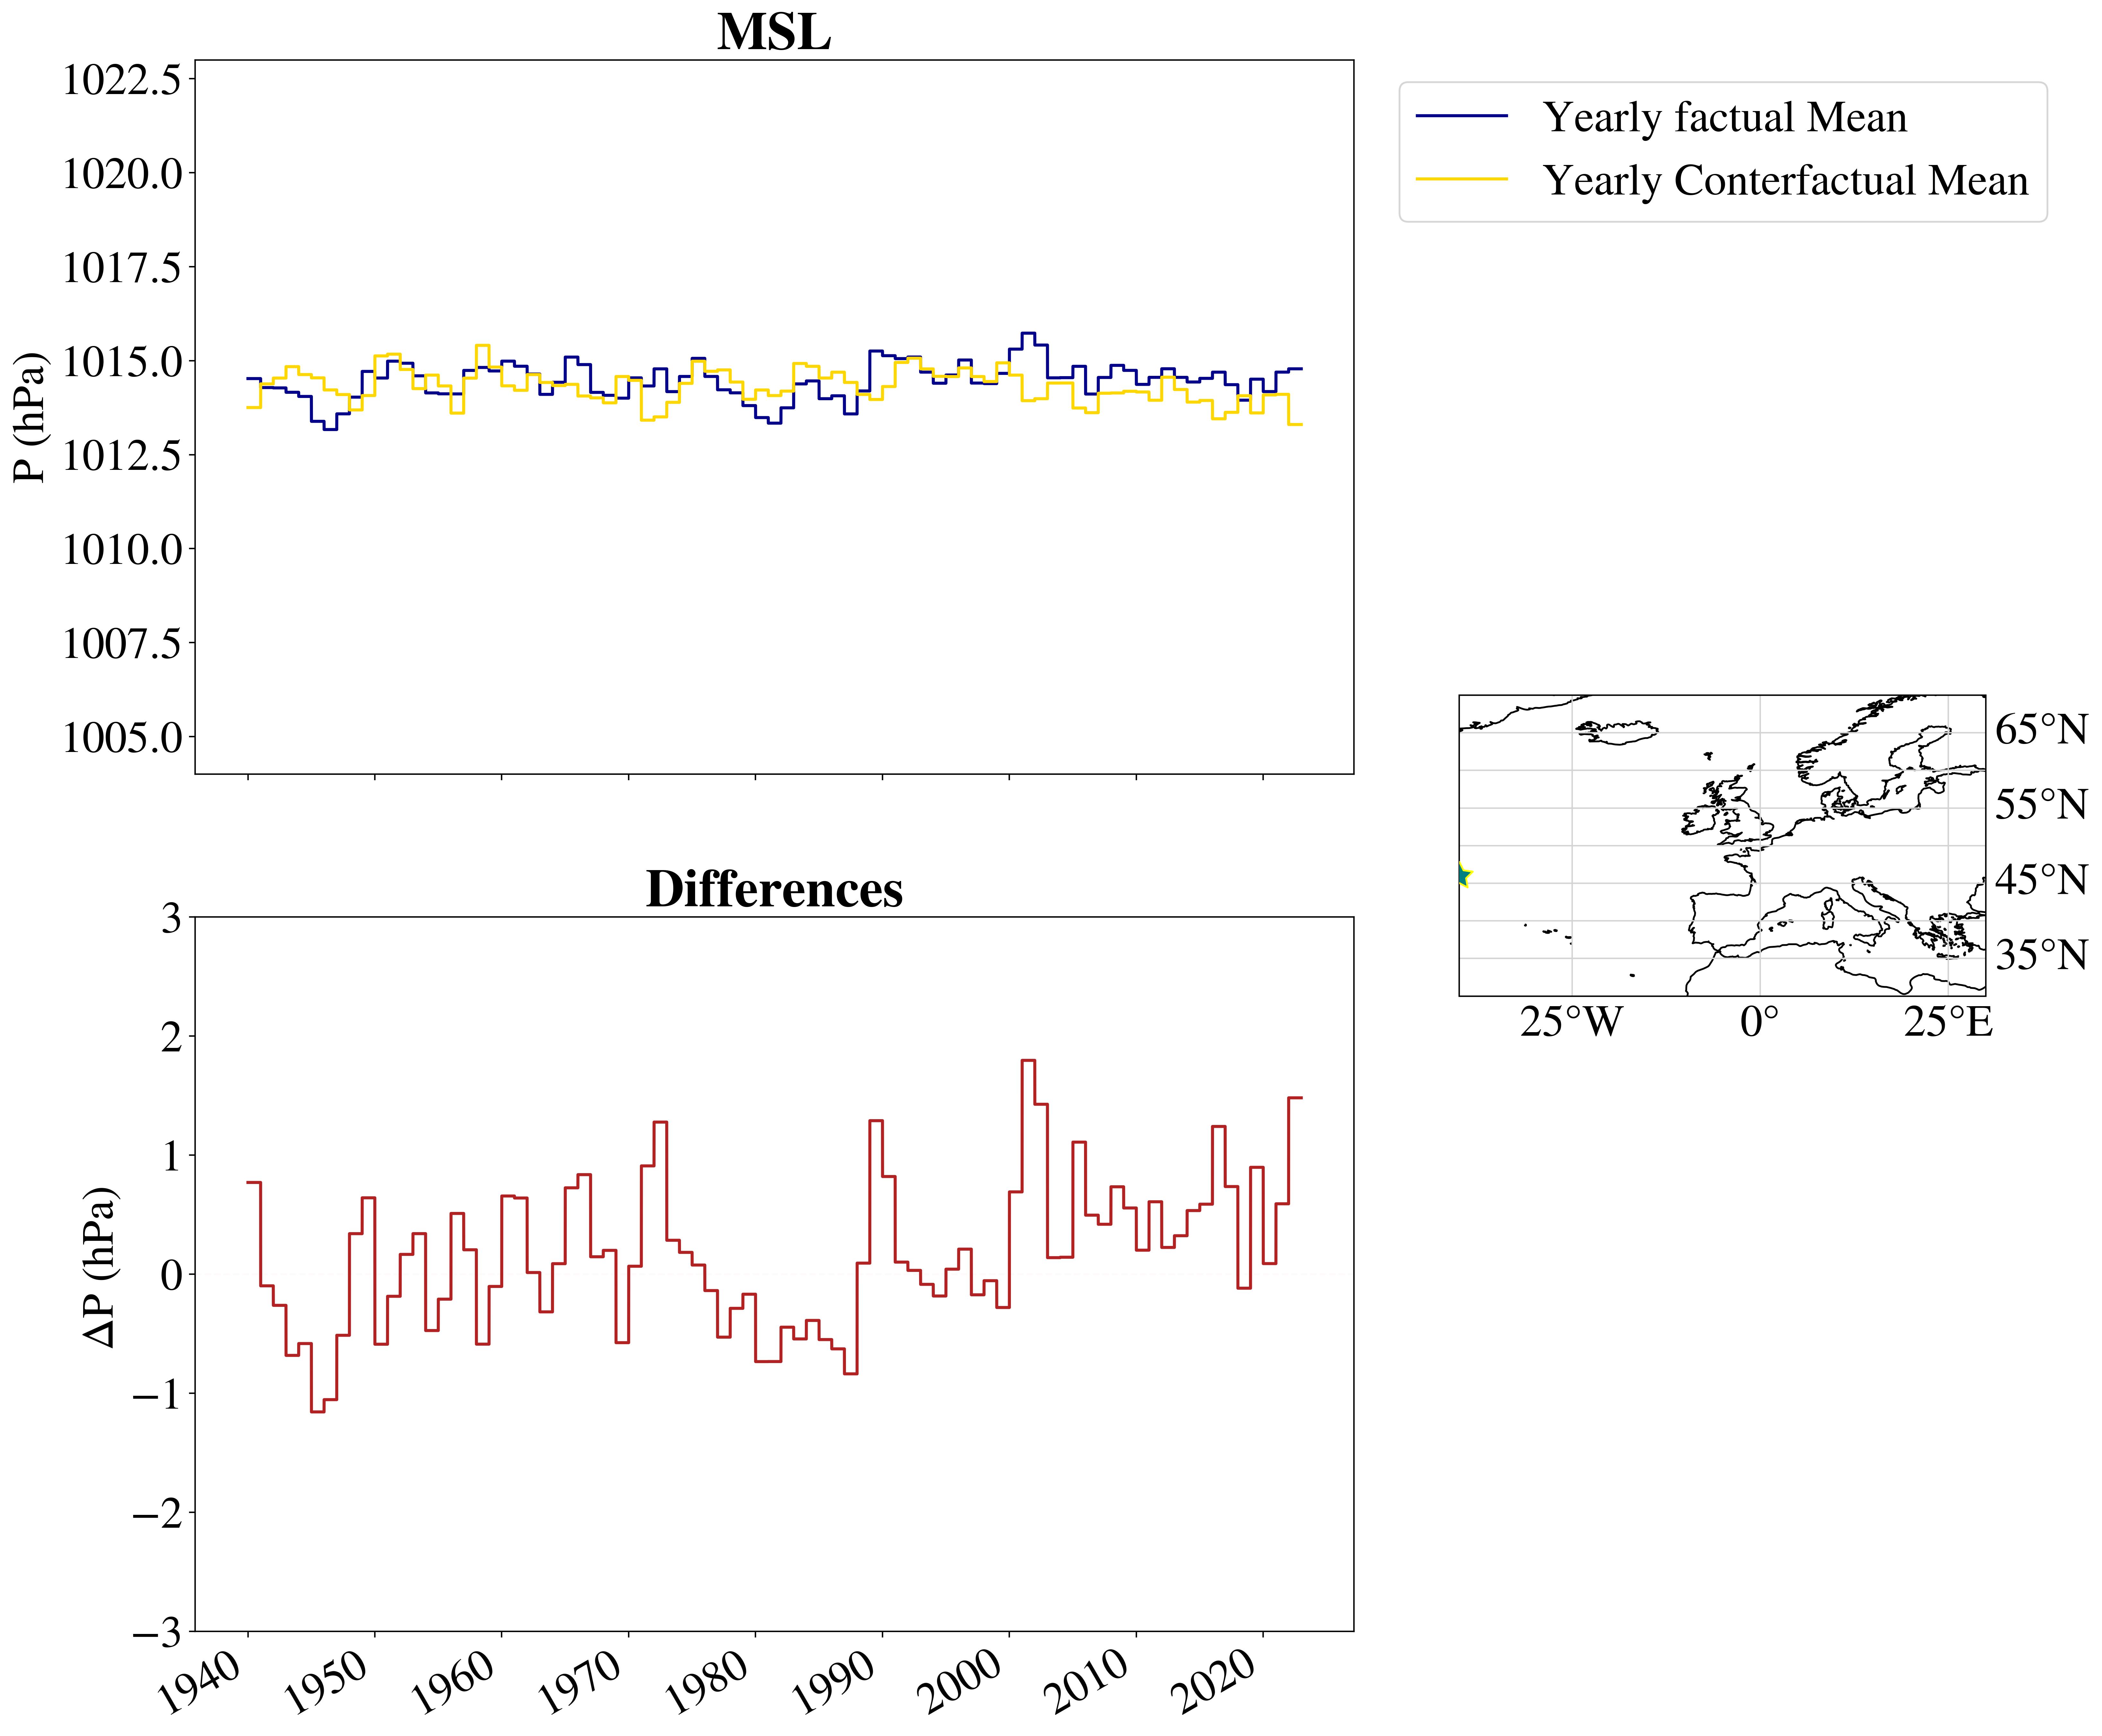 MSL
1022.5
1020.0
1017.5
1015.0
1012.5
1010.0
1007.5
1005.0
P (hPa)
Yearly factual Mean
Yearly Conterfactual Mean
65°N
55°N
45°N
35°N
25°W 0° 25°E
Differences
3
2
1
0
−1
−2
−3
ΔP (hPa)
1940 1950 1960 1970 1980 1990 2000 2010 2020